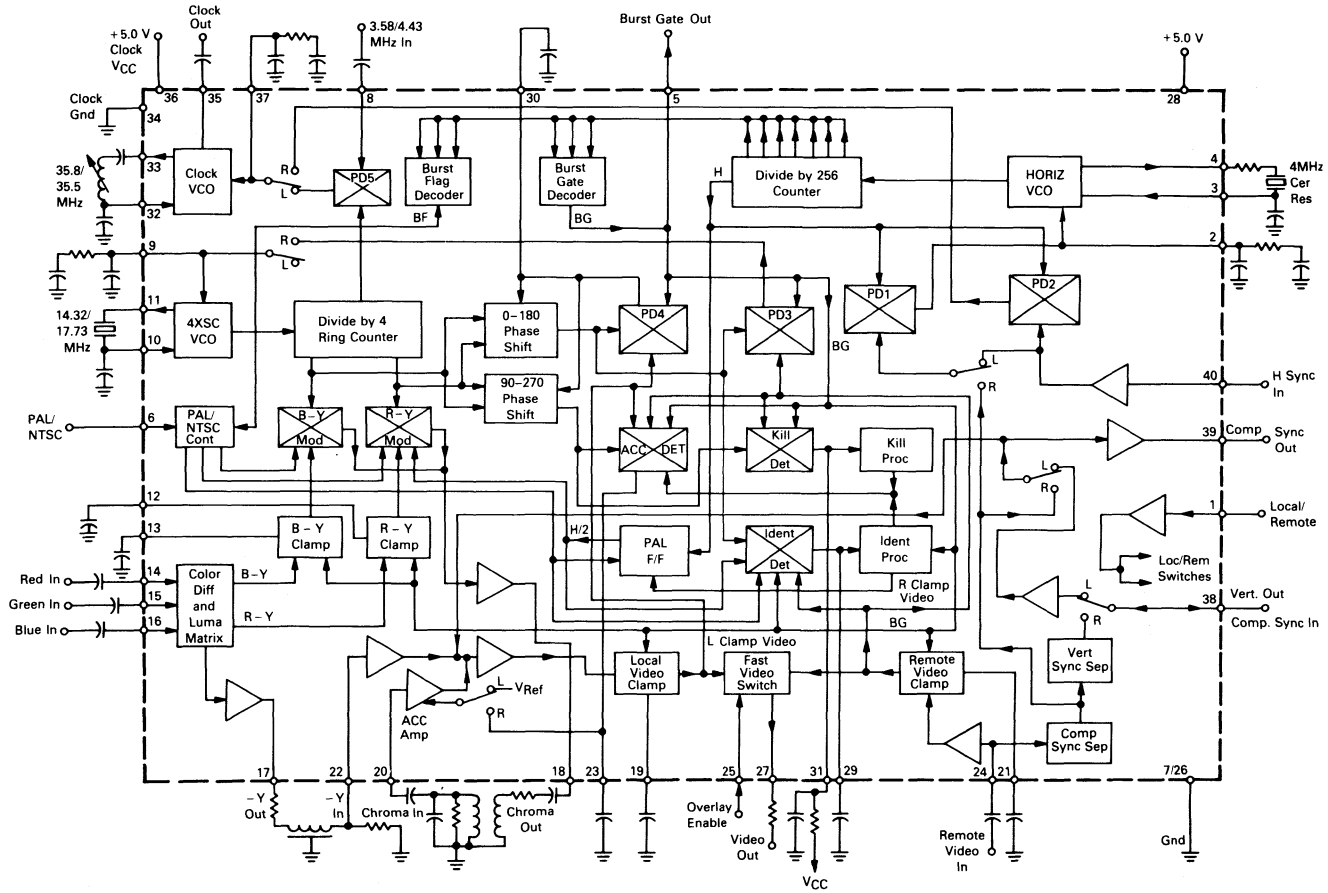 Clock
Out
+5.0 V
Clock
VCC
3.58/4.43
MHz In
Burst Gate Out
+5.0 V
36
35
37
8
30
5
28
Clock
Gnd
34
33
35.8/
35.5
MHz
32
Clock
VCO
R
L
PD5
Burst
Flag
Decoder
BF
Burst
Gate
Decoder
BG
H
Divide by 256
Counter
HORIZ
VCO
4
3
4MHz
Cer
Res
2
9
R
L
11
14.32/
17.73
MHz
10
4XSC
VCO
Divide by 4
Ring Counter
0–180
Phase
Shift
90–270
Phase
Shift
PD4
PD3
BG
PD1
PD2
L
R
40
H Sync
In
PAL/
NTSC
6
PAL/
NTSC
Cont
B–Y
Mod
R–Y
Mod
ACC DET
Kill
Det
Kill
Proc
39
Comp Sync
Out
L
R
12
13
B–Y
Clamp
R–Y
Clamp
H/2
PAL
F/F
Ident
Det
Ident
Proc
R Clamp
Video
1
Local/
Remote
Loc/Rem
Switches
Red In
14
Green In
15
Blue In
16
Color
Diff
and
Luma
Matrix
B–Y
R–Y
BG
L
R
38
Vert. Out
Comp. Sync In
L Clamp Video
Local
Video
Clamp
Fast
Video
Switch
Remote
Video
Clamp
Vert
Sync Sep
Comp
Sync Sep
ACC
Amp
L
VRef
R
17
22
20
18
23
19
25
27
31
29
24
21
7/26
–Y
Out
–Y
In
Chroma In
Chroma
Out
Overlay
Enable
Video
Out
VCC
Remote
Video
In
Gnd